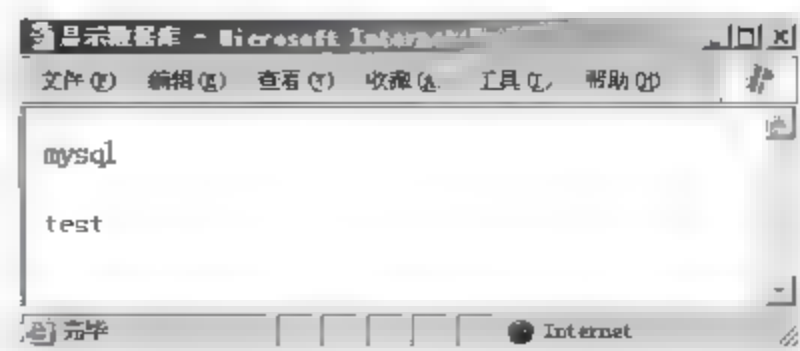 显示数据库 - Microsoft Internet
文件(F) 编辑(E) 查看(V) 收藏(A 工具(T) 帮助(H)
mysql
test
完毕 Internet